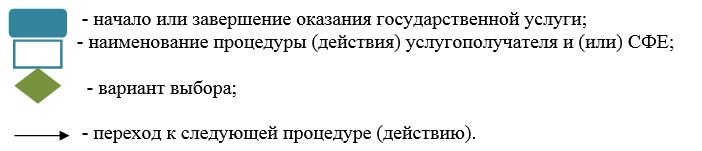 - начало или завершение оказания государственной услуги;
- наименование процедуры (действия) услугополучателя и (или) СФЕ;
- вариант выбора;
- переход к следующей процедуре (действию).